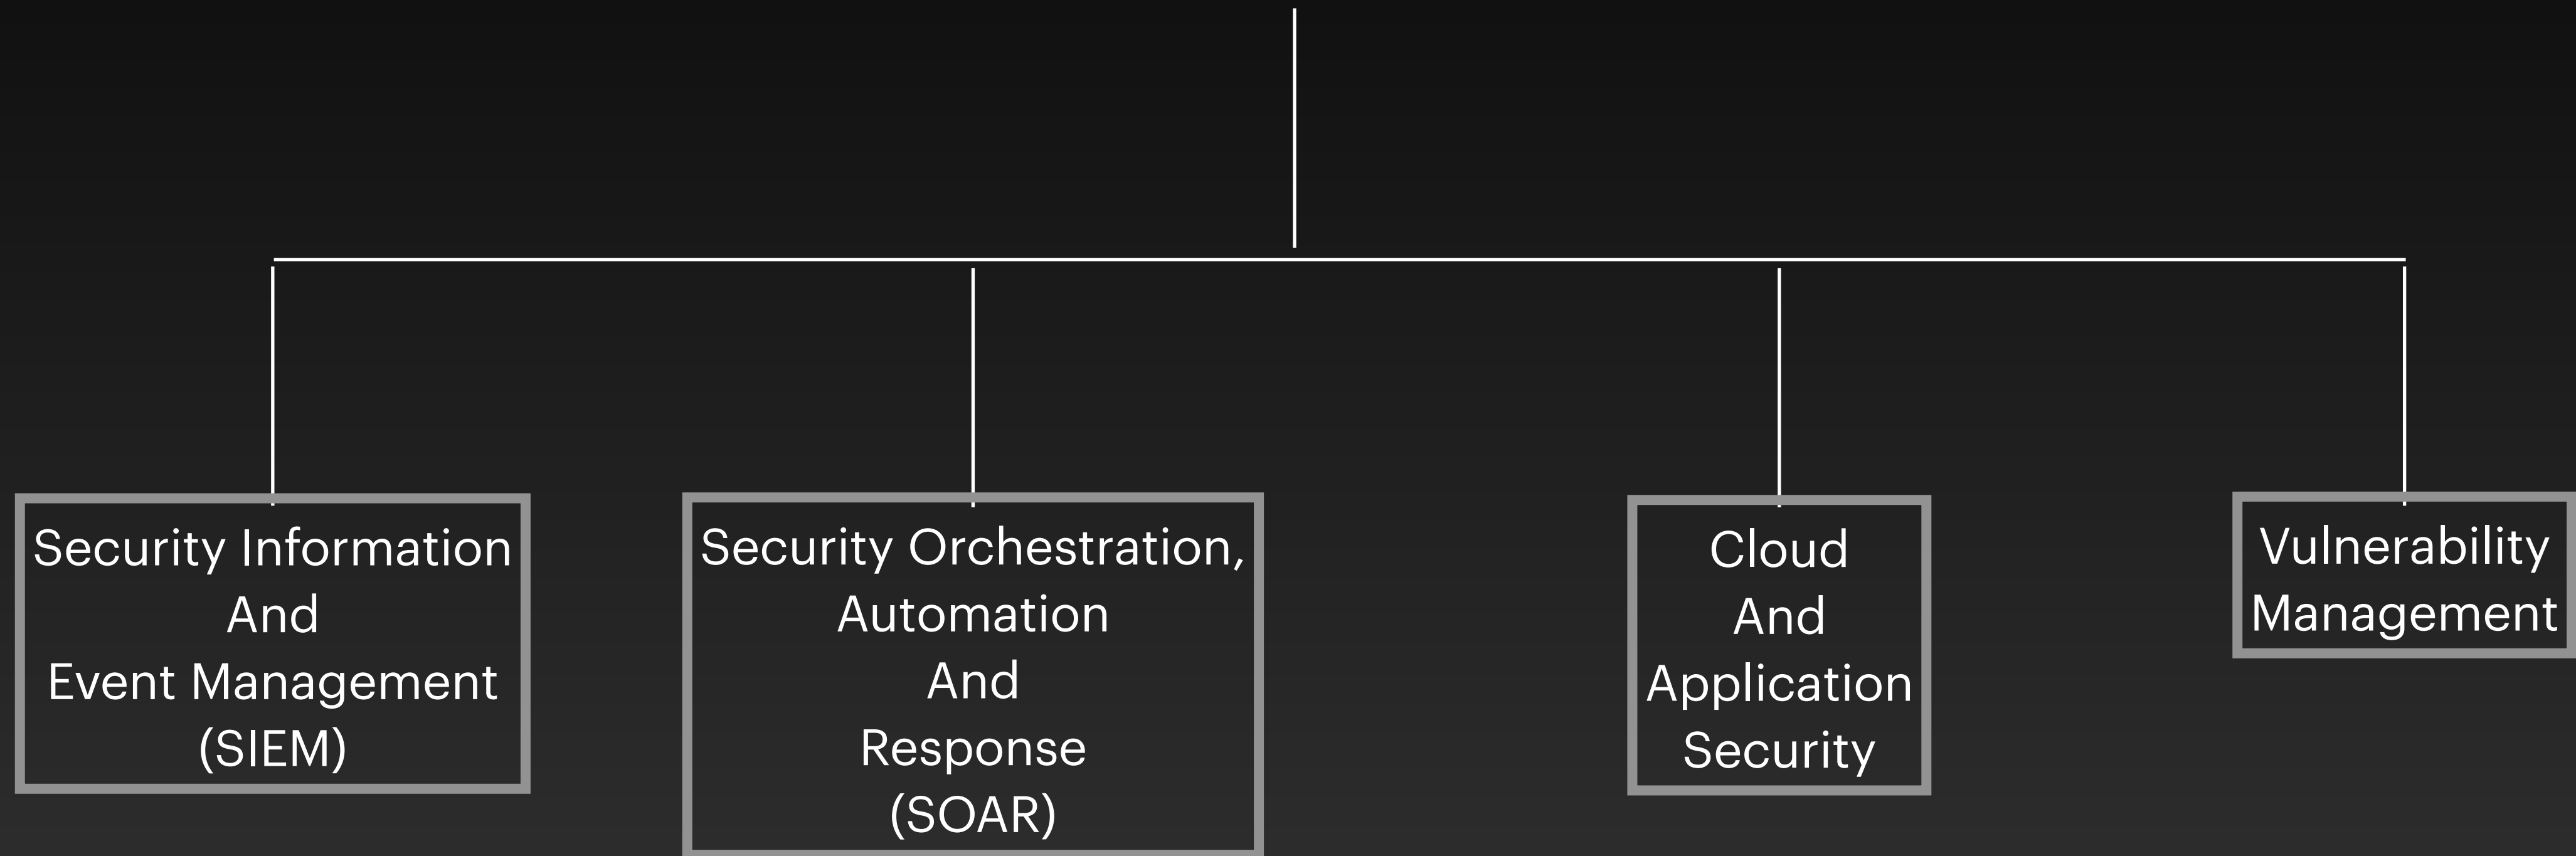 Security Information
And
Event Management
(SIEM)
Security Orchestration,
Automation
And
Response
(SOAR)
Cloud
And
Application
Security
Vulnerability
Management